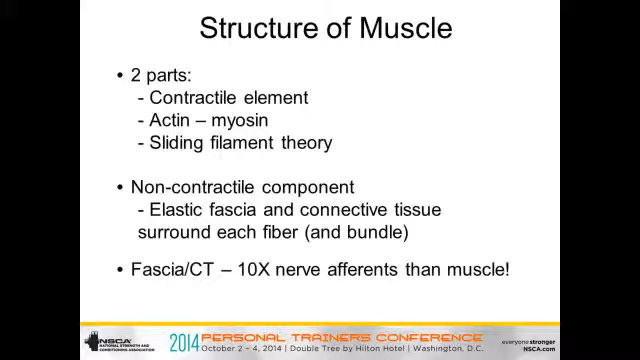 Structure of Muscle
• 2 parts:
- Contractile element
- Actin – myosin
- Sliding filament theory
• Non-contractile component
- Elastic fascia and connective tissue
surround each fiber (and bundle)
• Fascia/CT – 10X nerve afferents than muscle!
NSCA
NATIONAL STRENGTH AND
CONDITIONING ASSOCIATION
2014 PERSONAL TRAINERS CONFERENCE
October 2 – 4, 2014 | Double Tree by Hilton Hotel | Washington, D.C.
everyone stronger
NSCA.com